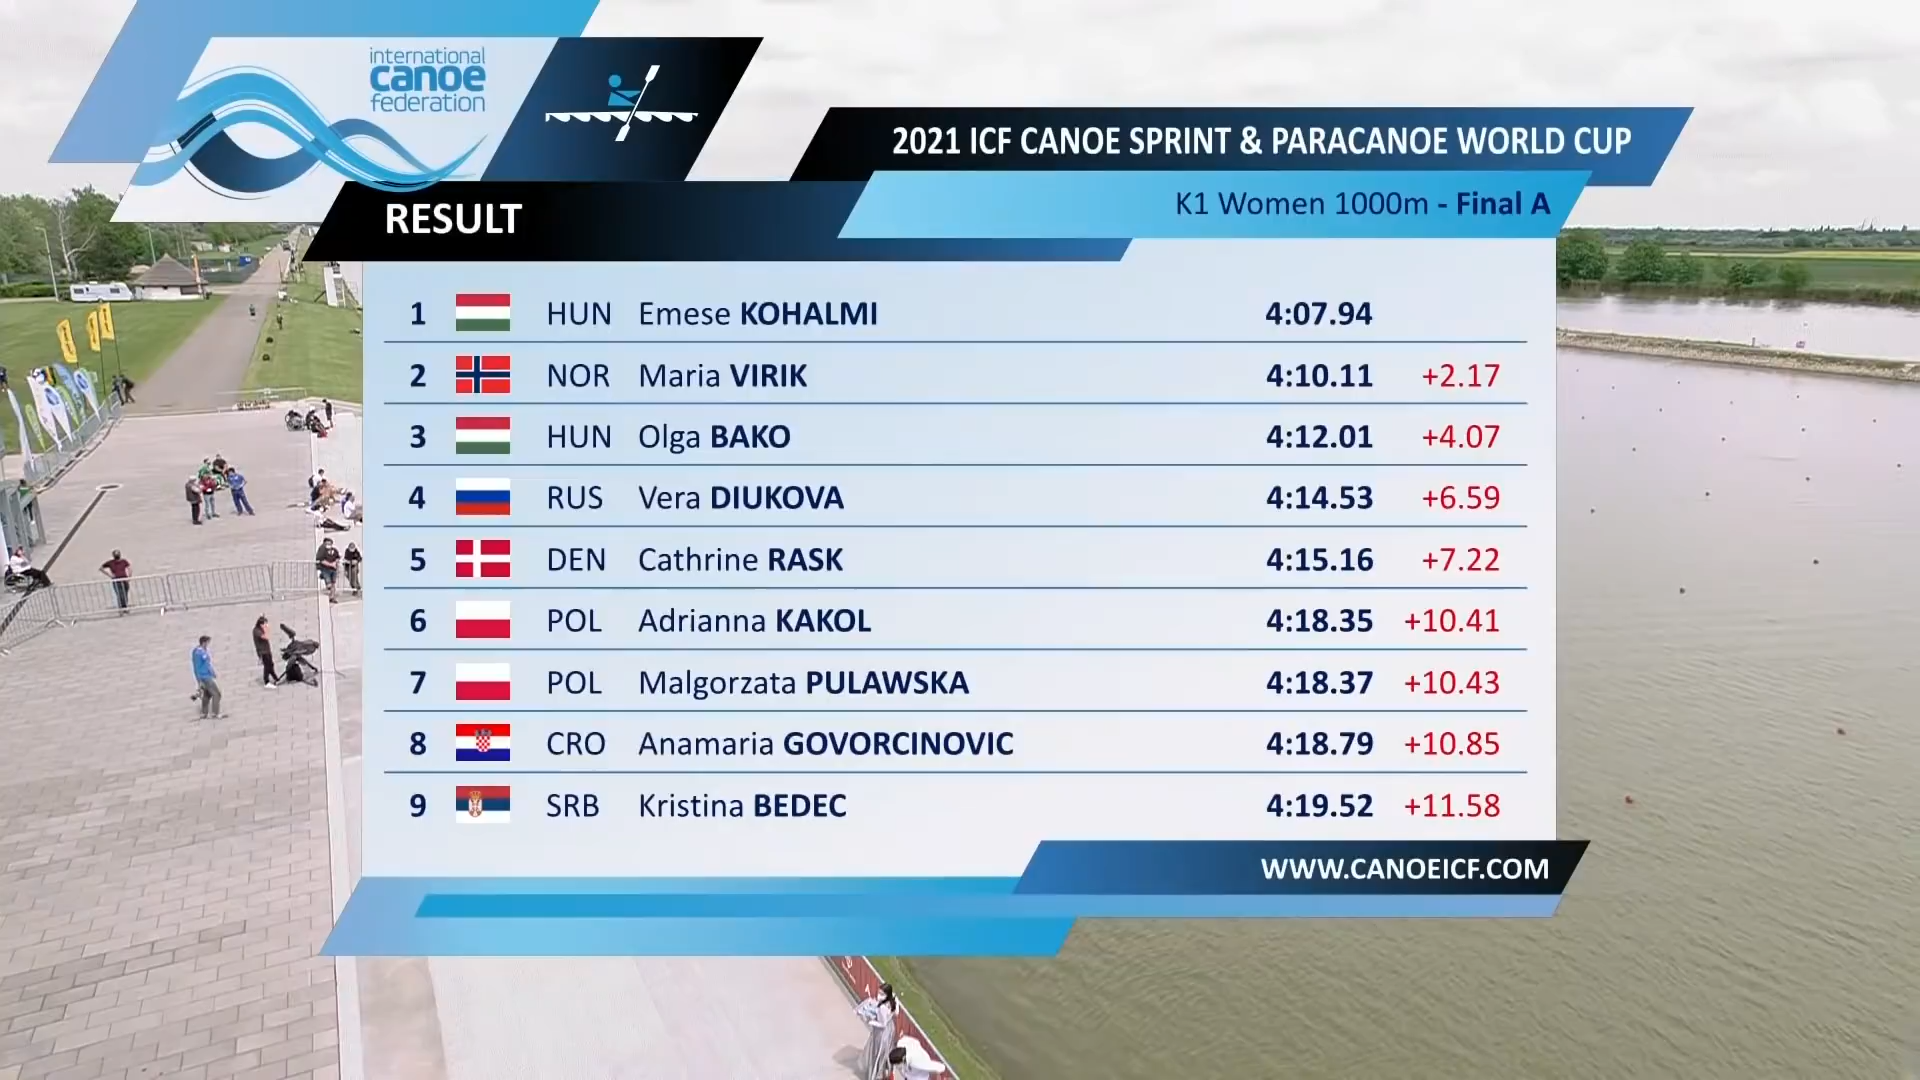 international
canoe
federation
2021 ICF CANOE SPRINT & PARACANOE WORLD CUP
K1 Women 1000m - Final A
RESULT
1 HUN Emese KOHALMI 4:07.94
2 NOR Maria VIRIK 4:10.11 +2.17
3 HUN Olga BAKO 4:12.01 +4.07
4 RUS Vera DIUKOVA 4:14.53 +6.59
5 DEN Cathrine RASK 4:15.16 +7.22
6 POL Adrianna KAKOL 4:18.35 +10.41
7 POL Malgorzata PULAWSKA 4:18.37 +10.43
8 CRO Anamaria GOVORCINOVIC 4:18.79 +10.85
9 SRB Kristina BEDEC 4:19.52 +11.58
WWW.CANOEICF.COM